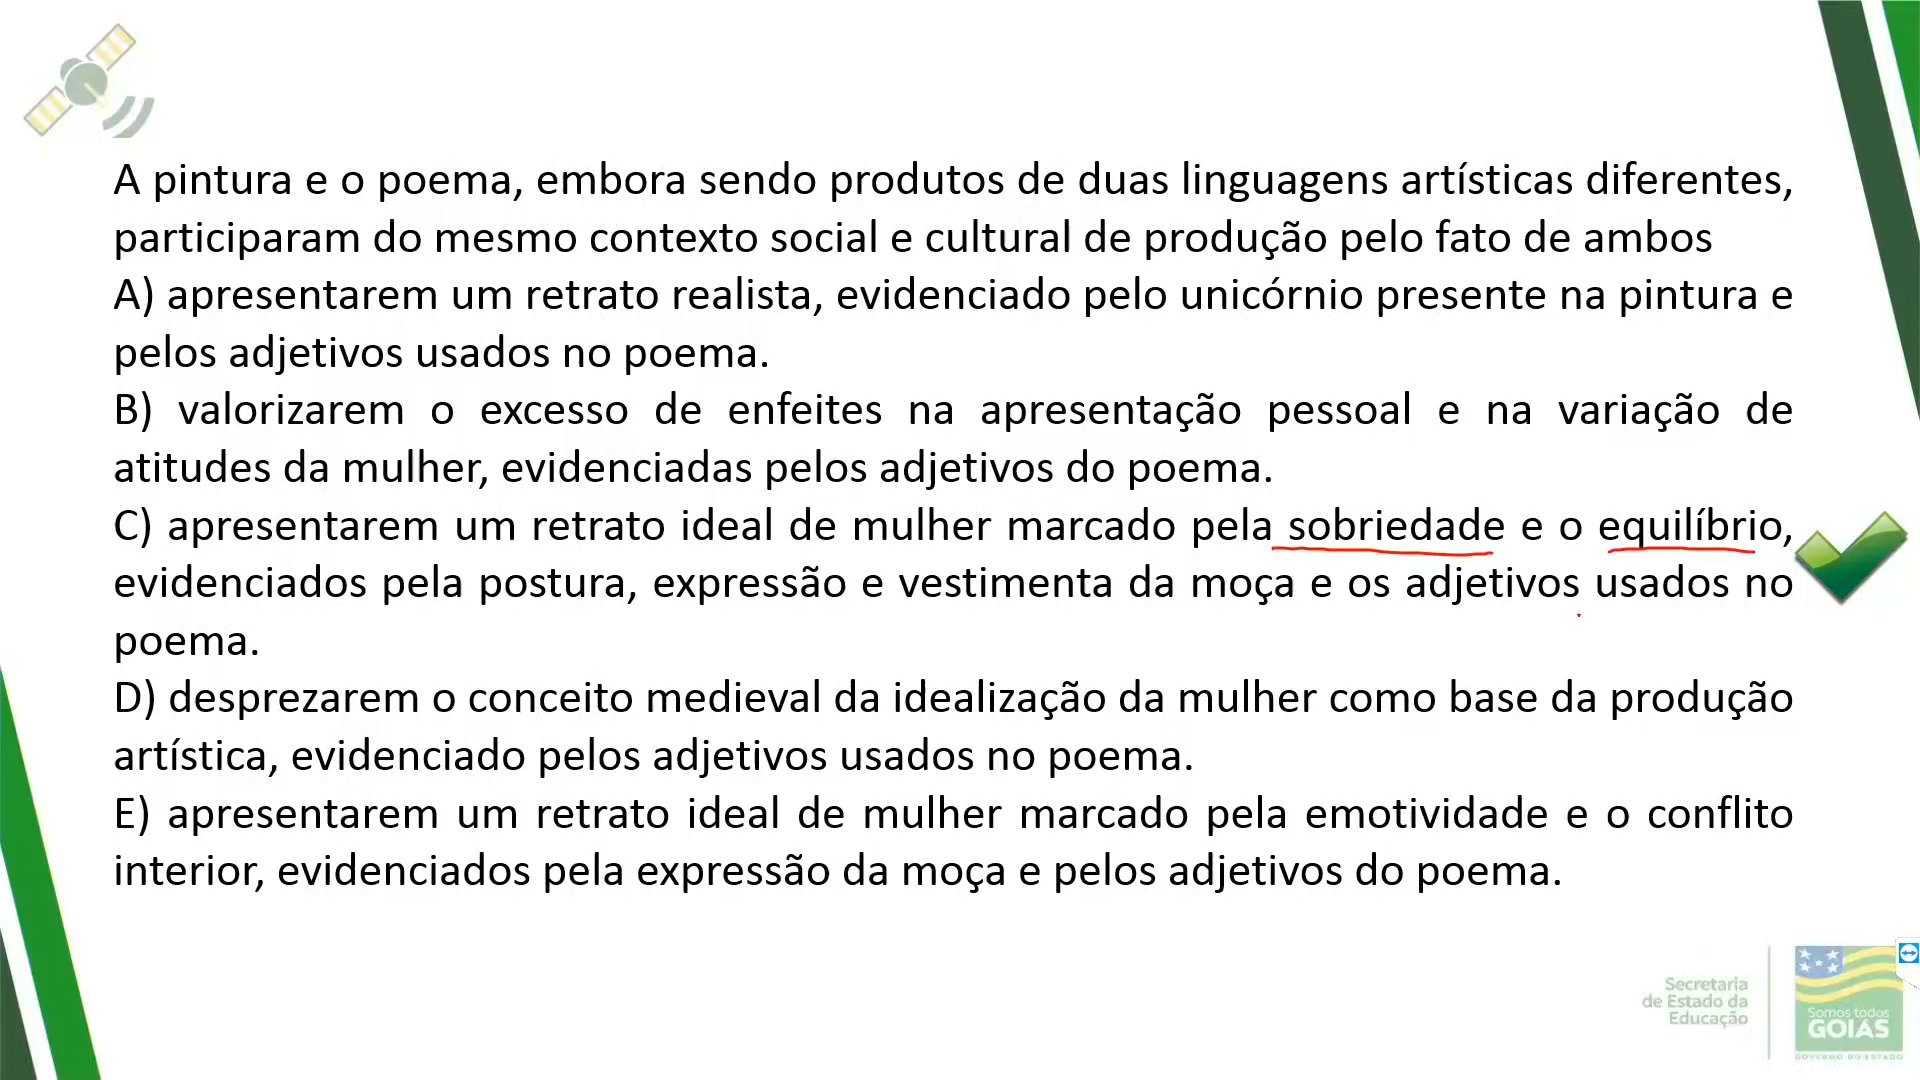 A pintura e o poema, embora sendo produtos de duas linguagens artísticas diferentes,
participaram do mesmo contexto social e cultural de produção pelo fato de ambos
A) apresentarem um retrato realista, evidenciado pelo unicórnio presente na pintura e
pelos adjetivos usados no poema.
B) valorizarem o excesso de enfeites na apresentação pessoal e na variação de
atitudes da mulher, evidenciadas pelos adjetivos do poema.
C) apresentarem um retrato ideal de mulher marcado pela sobriedade e o equilíbrio,
evidenciados pela postura, expressão e vestimenta da moça e os adjetivos usados no
poema.
D) desprezarem o conceito medieval da idealização da mulher como base da produção
artística, evidenciado pelos adjetivos usados no poema.
E) apresentarem um retrato ideal de mulher marcado pela emotividade e o conflito
interior, evidenciados pela expressão da moça e pelos adjetivos do poema.
Secretaria
de Estado da
Educação
Somos todos
GOIÁS
GOVERNO DO ESTADO